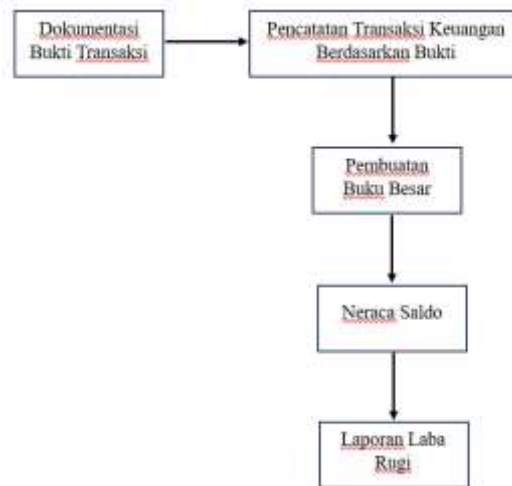 Dokumentasi
Bukti Transaksi
Pencatatan Transaksi Keuangan
Berdasarkan Bukti
Pembuatan
Buku Besar
Neraca Saldo
Laporan Laba
Rugi